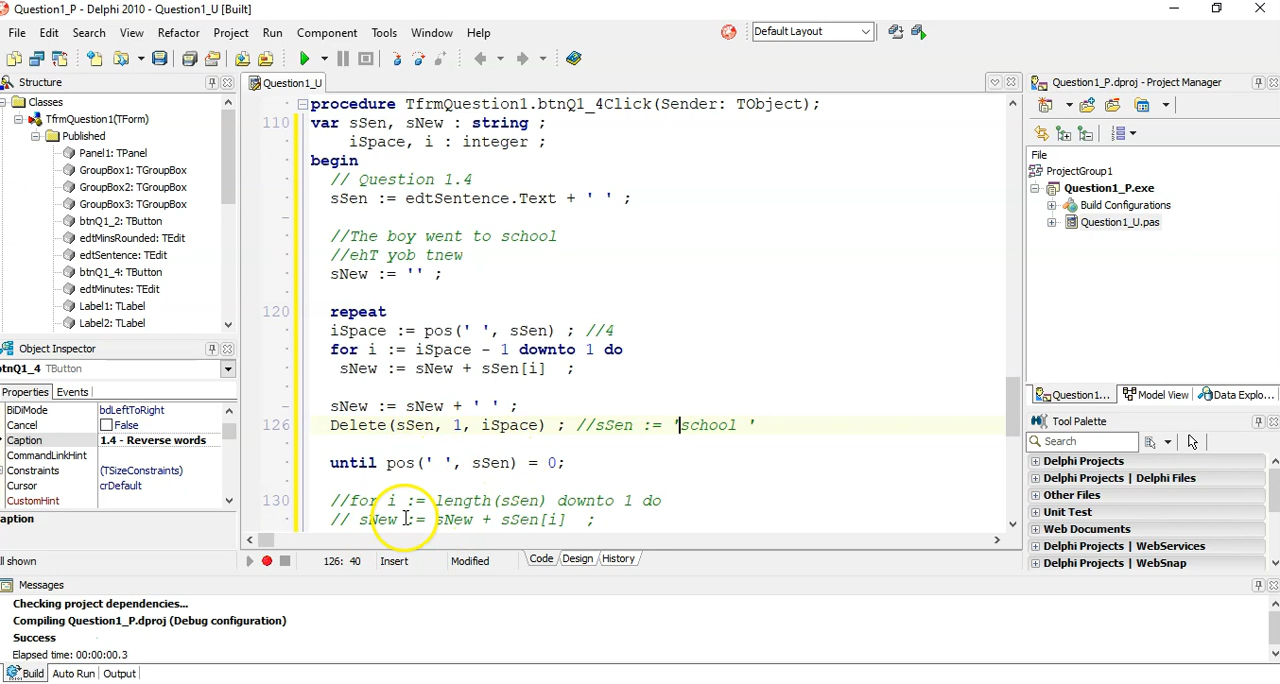 Question1_P - Delphi 2010 - Question1_U [Built]
File Edit Search View Refactor Project Run Component Tools Window Help
Default Layout
Structure
Classes
TfrmQuestion1(TForm)
Published
Panel1: TPanel
GroupBox1: TGroupBox
GroupBox2: TGroupBox
GroupBox3: TGroupBox
btnQ1_2: TButton
edtMinsRounded: TEdit
edtSentence: TEdit
btnQ1_4: TButton
edtMinutes: TEdit
Label1: TLabel
Label2: TLabel
Object Inspector
tnQ1_4 TButton
Properties Events
BiDiMode bdLeftToRight
Cancel False
Caption 1.4 - Reverse words
CommandLinkHint
Constraints (TSizeConstraints)
Cursor crDefault
CustomHint
aption
ll shown
Question1_U
procedure TfrmQuestion1.btnQ1_4Click(Sender: TObject);
110 var sSen, sNew : string ;
iSpace, i : integer ;
begin
// Question 1.4
sSen := edtSentence.Text + ' ' ;
//The boy went to school
//ehT yob tnew
sNew := '' ;
120 repeat
iSpace := pos(' ', sSen) ; //4
for i := iSpace - 1 downto 1 do
sNew := sNew + sSen[i] ;
sNew := sNew + ' ' ;
126 Delete(sSen, 1, iSpace) ; //sSen := 'school '
until pos(' ', sSen) = 0;
130 //for i := length(sSen) downto 1 do
// sNew := sNew + sSen[i] ;
126: 40 Insert Modified Code Design History
Question1_P.dproj - Project Manager
File
ProjectGroup1
Question1_P.exe
Build Configurations
Question1_U.pas
Question1... Model View Data Explo...
Tool Palette
Search
Delphi Projects
Delphi Projects | Delphi Files
Other Files
Unit Test
Web Documents
Delphi Projects | WebServices
Delphi Projects | WebBroker
Delphi Projects | WebSnap
Messages
Checking project dependencies...
Compiling Question1_P.dproj (Debug configuration)
Success
Elapsed time: 00:00:00.3
Build Auto Run Output